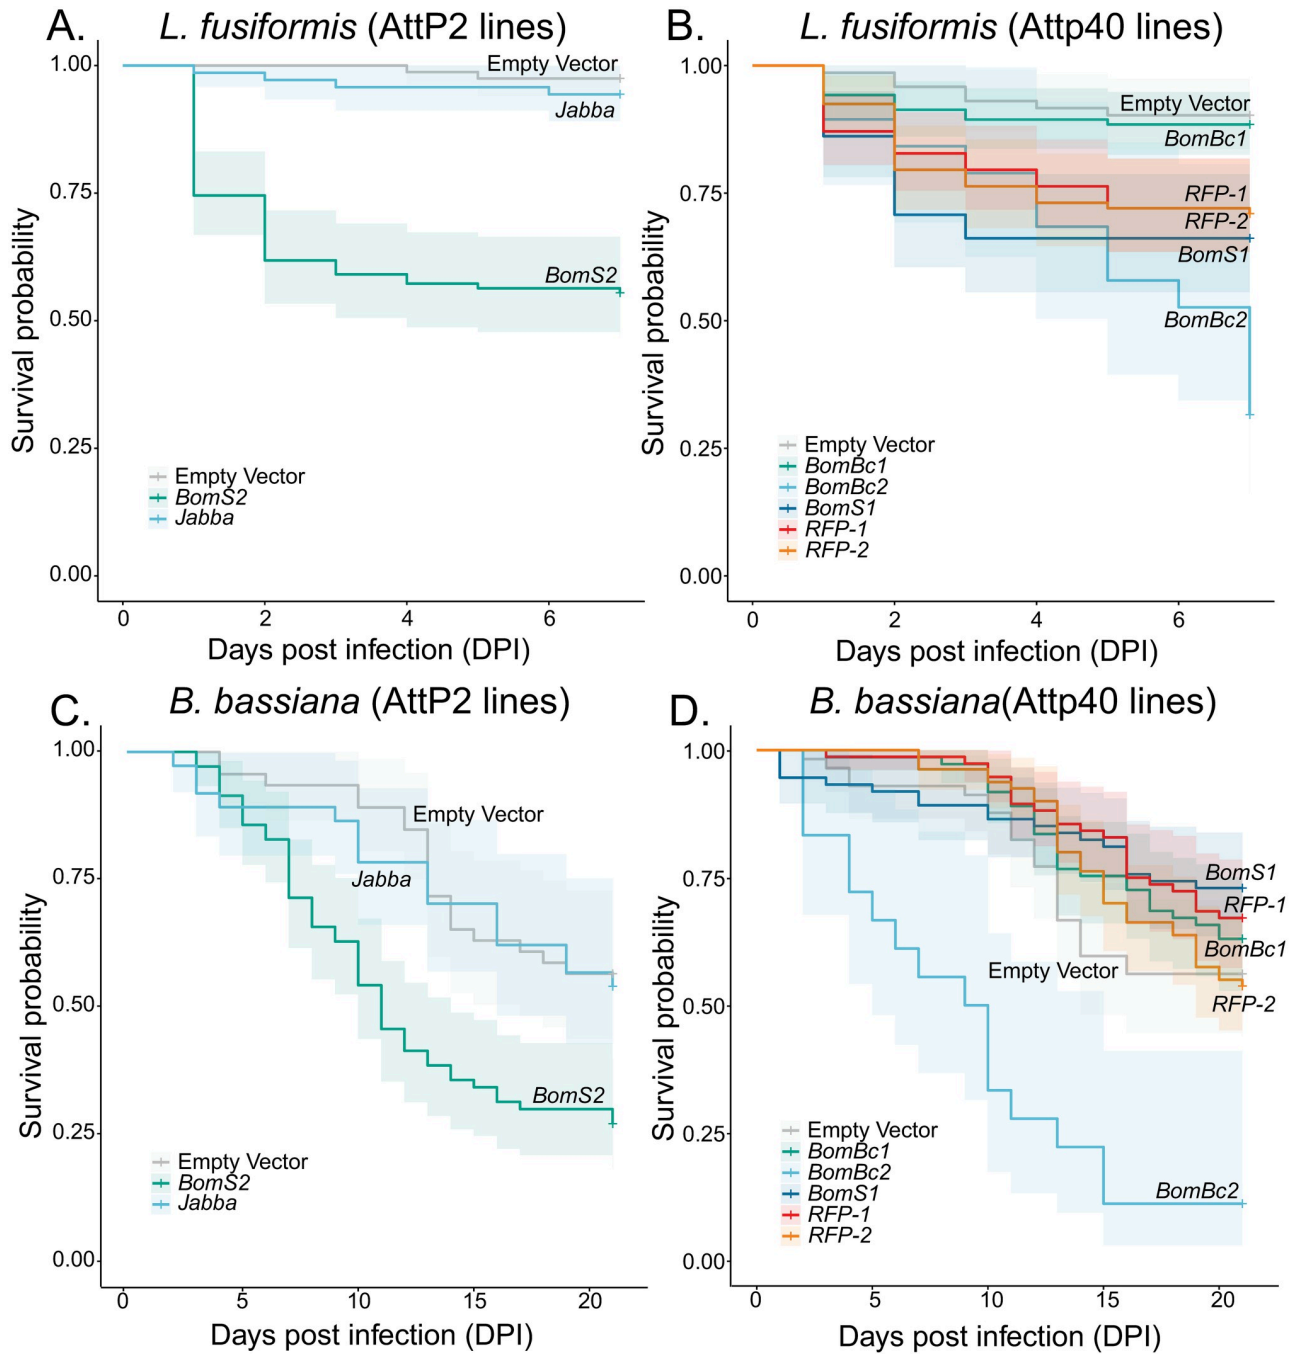 A.
L. fusiformis (AttP2 lines)
Survival probability
1.00
0.75
0.50
0.25
0.00
Empty Vector
Jabba
BomS2
Empty Vector
BomS2
Jabba
0 2 4 6
Days post infection (DPI)
B.
L. fusiformis (Attp40 lines)
Survival probability
1.00
0.75
0.50
0.25
0.00
Empty Vector
BomBc1
RFP-1
RFP-2
BomS1
BomBc2
Empty Vector
BomBc1
BomBc2
BomS1
RFP-1
RFP-2
0 2 4 6
Days post infection (DPI)
C.
B. bassiana (AttP2 lines)
Survival probability
1.00
0.75
0.50
0.25
0.00
Empty Vector
Jabba
BomS2
Empty Vector
BomS2
Jabba
0 5 10 15 20
Days post infection (DPI)
D.
B. bassiana(Attp40 lines)
Survival probability
1.00
0.75
0.50
0.25
0.00
BomS1
RFP-1
BomBc1
Empty Vector
RFP-2
BomBc2
Empty Vector
BomBc1
BomBc2
BomS1
RFP-1
RFP-2
0 5 10 15 20
Days post infection (DPI)